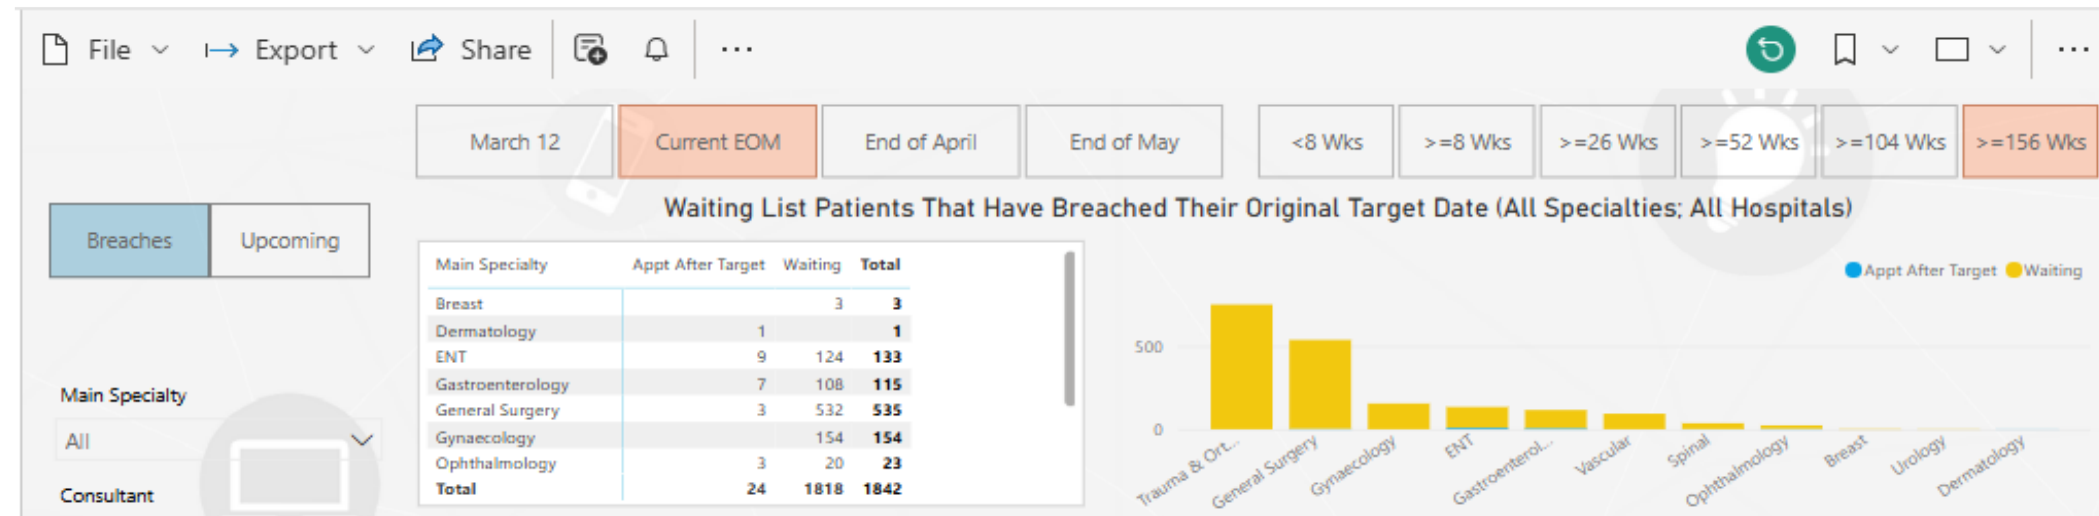 File Export Share ...
...
March 12 Current EOM End of April End of May <8 Wks >=8 Wks >=26 Wks >=52 Wks >=104 Wks >=156 Wks
Waiting List Patients That Have Breached Their Original Target Date (All Specialties; All Hospitals)
Breaches Upcoming
Main Specialty
All
Consultant
Main Specialty Appt After Target Waiting Total
Breast 3 3
Dermatology 1 1
ENT 9 124 133
Gastroenterology 7 108 115
General Surgery 3 532 535
Gynaecology 154 154
Ophthalmology 3 20 23
Total 24 1818 1842
Appt After Target Waiting
500
0
Trauma & Ort... General Surgery Gynaecology ENT Gastroenterol... Vascular Spinal Ophthalmology Breast Urology Dermatology